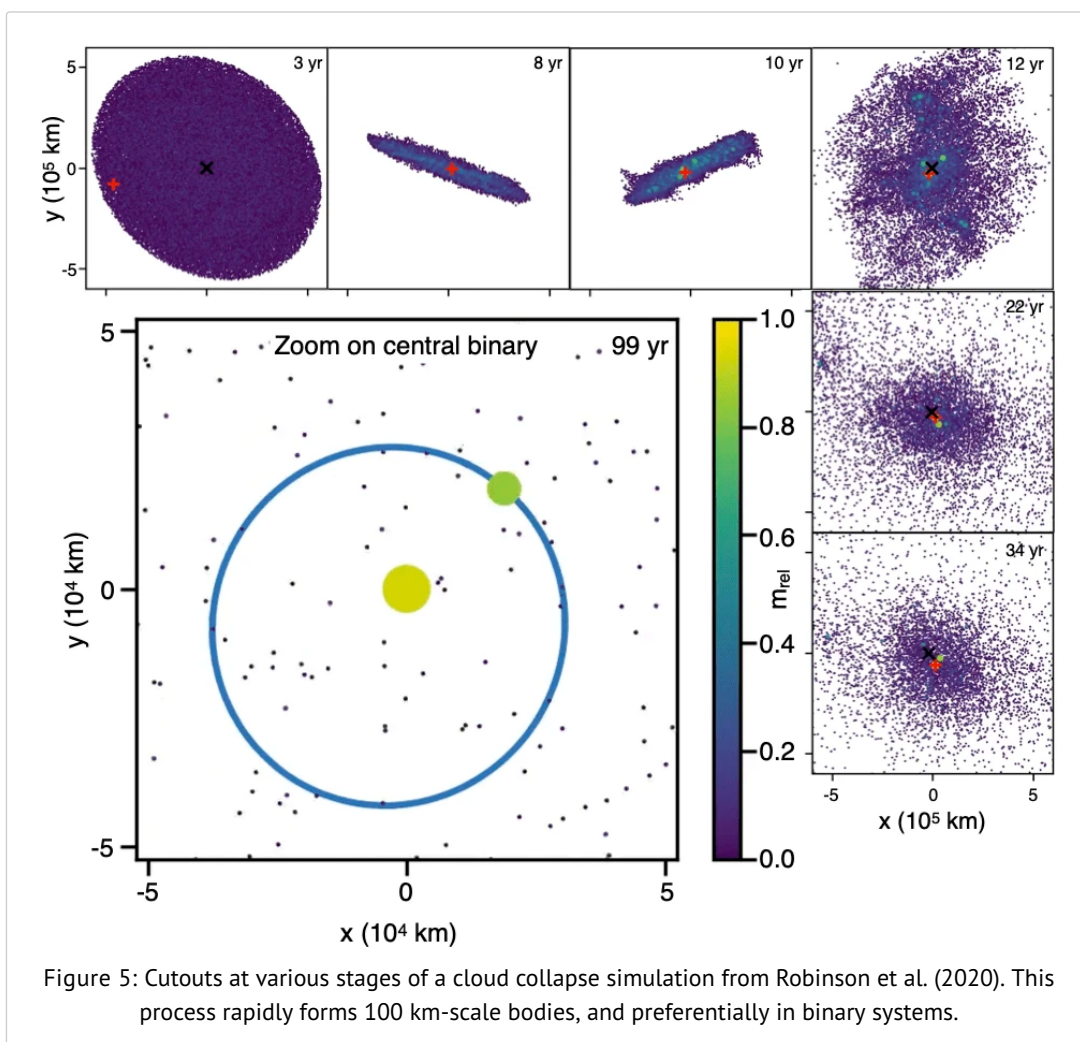 3 yr
8 yr
10 yr
12 yr
5
0
-5
y (10⁵ km)
22 yr
34 yr
-5
0
5
x (10⁵ km)
Zoom on central binary
99 yr
5
0
-5
y (10⁴ km)
-5
0
5
x (10⁴ km)
1.0
0.8
0.6
0.4
0.2
0.0
mrel
Figure 5: Cutouts at various stages of a cloud collapse simulation from Robinson et al. (2020). This
process rapidly forms 100 km-scale bodies, and preferentially in binary systems.